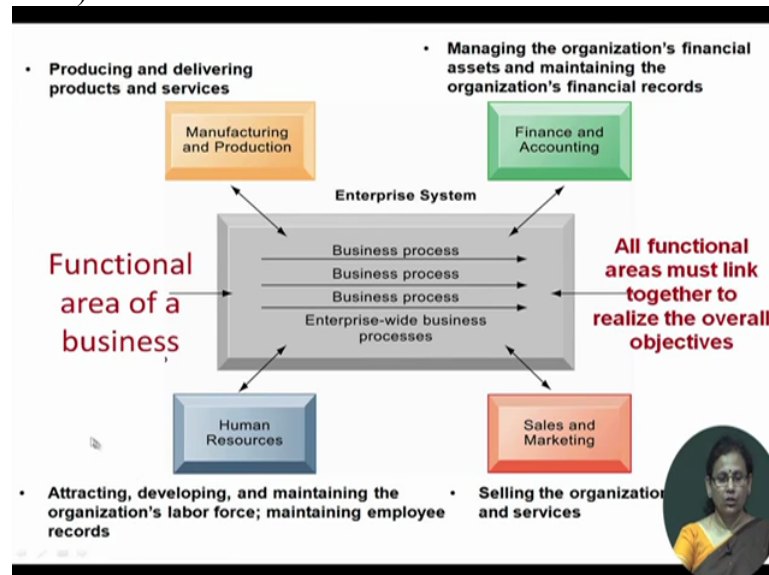 • Producing and delivering
products and services
• Managing the organization's financial
assets and maintaining the
organization's financial records
Manufacturing
and Production
Finance and
Accounting
Enterprise System
Functional
area of a
business
Business process
Business process
Business process
Enterprise-wide business
processes
All functional
areas must link
together to
realize the overall
objectives
Human
Resources
Sales and
Marketing
• Attracting, developing, and maintaining the
organization's labor force; maintaining employee
records
• Selling the organization
and services